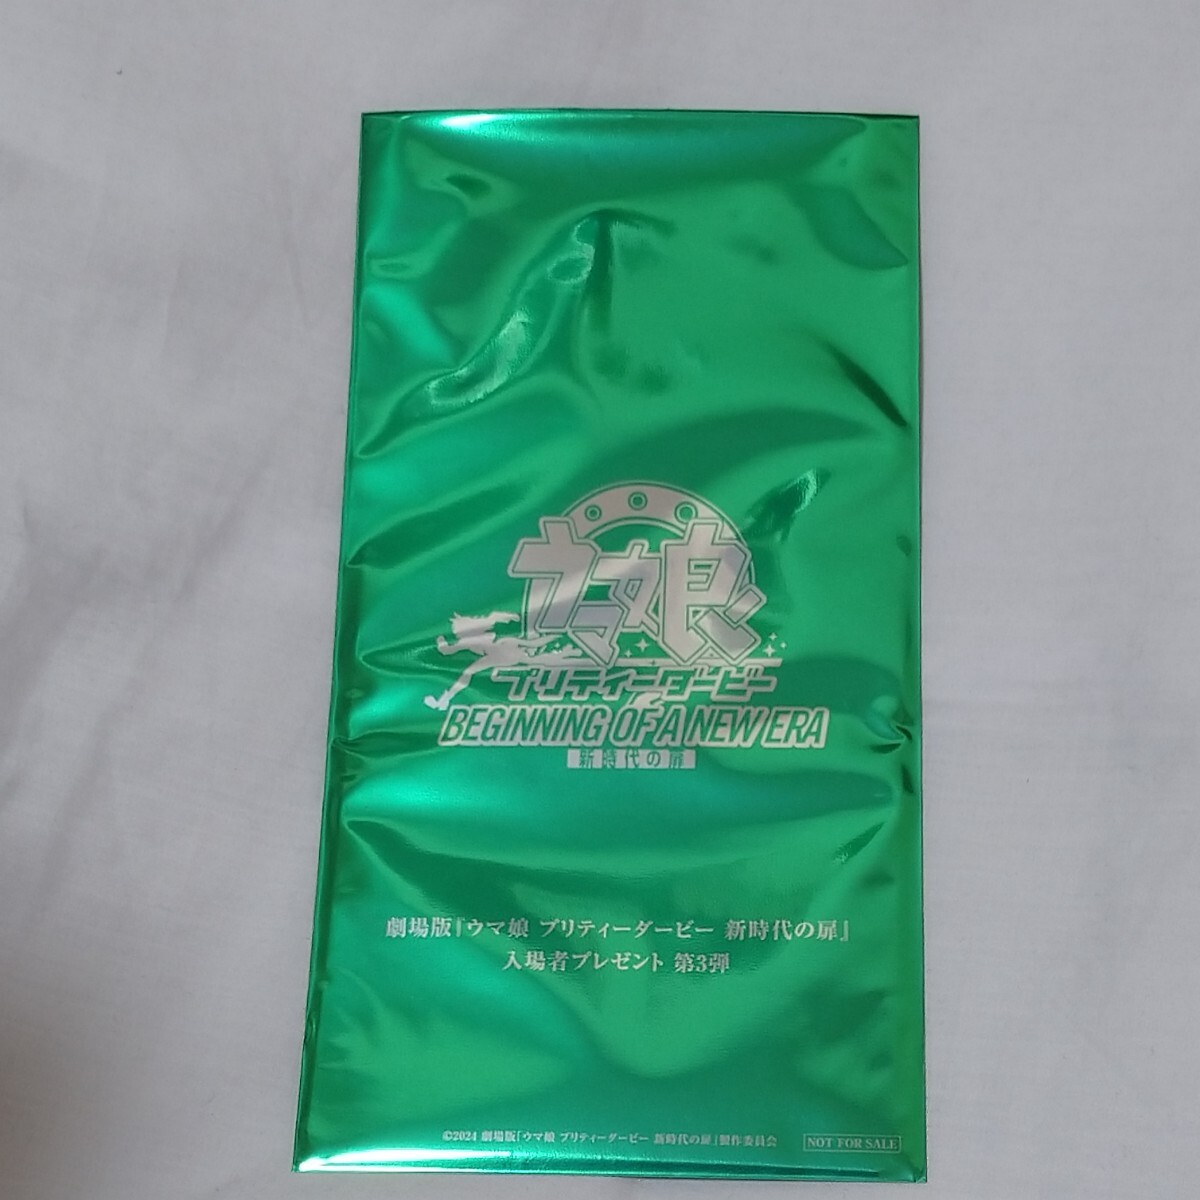 ウマ娘
プリティーダービー
BEGINNING OF A NEW ERA
新時代の扉
劇場版『ウマ娘 プリティーダービー 新時代の扉』
入場者プレゼント 第3弾
©2024 劇場版「ウマ娘 プリティーダービー 新時代の扉」製作委員会
NOT FOR SALE